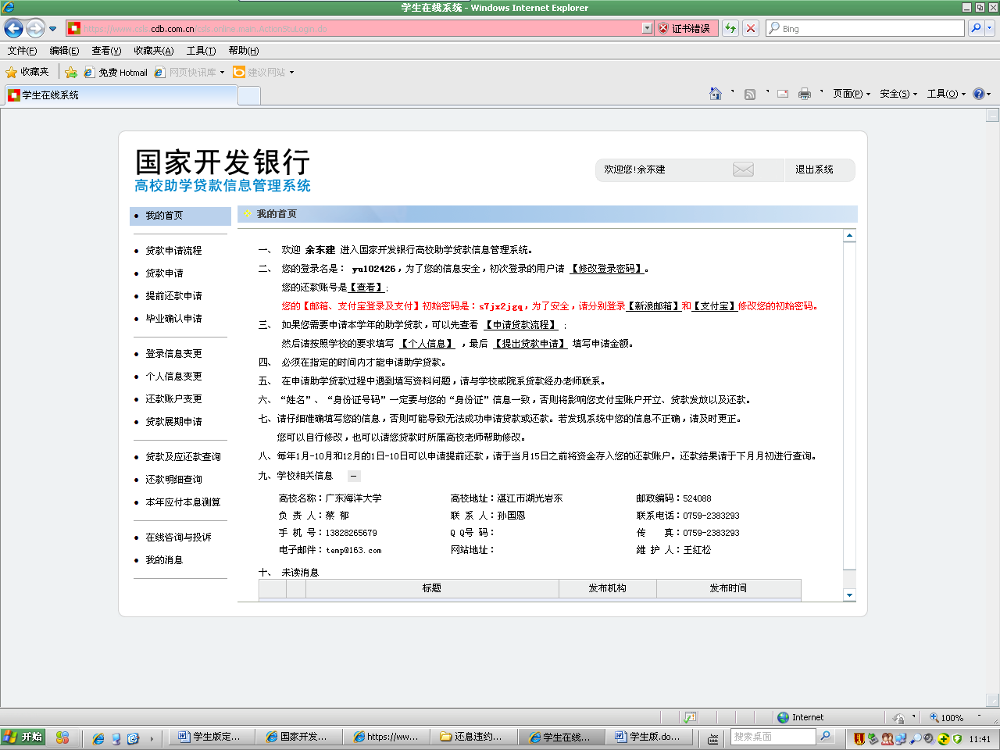 学生在线系统 - Windows Internet Explorer
https://www.csls.cdb.com.cn/csls.online.main.ActionStuLogin.do
证书错误
Bing
文件(F) 编辑(E) 查看(V) 收藏夹(A) 工具(T) 帮助(H)
收藏夹 免费 Hotmail 网页快讯库 建议网站
学生在线系统
页面(P) 安全(S) 工具(O)
国家开发银行
高校助学贷款信息管理系统
欢迎您!余东建 退出系统
我的首页
贷款申请流程
贷款申请
提前还款申请
毕业确认申请
登录信息变更
个人信息变更
还款账户变更
贷款展期申请
贷款及应还款查询
还款明细查询
本年应付本息测算
在线咨询与投诉
我的消息
我的首页
一、 欢迎 余东建 进入国家开发银行高校助学贷款信息管理系统。
二、 您的登录名是： yu102426，为了您的信息安全，初次登录的用户请 【修改登录密码】。
您的还款账号是【查看】；
您的【邮箱、支付宝登录及支付】初始密码是：s7jx2jgq，为了安全，请分别登录【新浪邮箱】和【支付宝】修改您的初始密码。
三、 如果您需要申请本学年的助学贷款，可以先查看 【申请贷款流程】 ；
然后请按照学校的要求填写 【个人信息】 ，最后 【提出贷款申请】 填写申请金额。
四、 必须在指定的时间内才能申请助学贷款。
五、 在申请助学贷款过程中遇到填写资料问题，请与学校或院系贷款经办老师联系。
六、“姓名”、“身份证号码”一定要与您的“身份证”信息一致，否则将影响您支付宝账户开立、贷款发放以及还款。
七、请仔细准确填写您的信息，否则可能导致无法成功申请贷款或还款。若发现系统中您的信息不正确，请及时更正。
您可以自行修改，也可以请您贷款时所属高校老师帮助修改。
八、每年1月-10月和12月的1日-10日可以申请提前还款，请于当月15日之前将资金存入您的还款账户。还款结果请于下月月初进行查询。
九、学校相关信息 −
高校名称：广东海洋大学 高校地址：湛江市湖光岩东 邮政编码：524088
负 责 人：蔡 郁 联 系 人：孙国恩 联系电话：0759-2383293
手 机 号：13828265679 Q Q号 码： 传 真：0759-2383293
电子邮件：temp@163.com 网站地址： 维 护 人：王红松
十、 未读消息
标题 发布机构 发布时间
Internet 100%
开始 学生版定... 国家开发... https://ww... 还息违约... 学生在线... 学生版.do... 搜索桌面 11:41